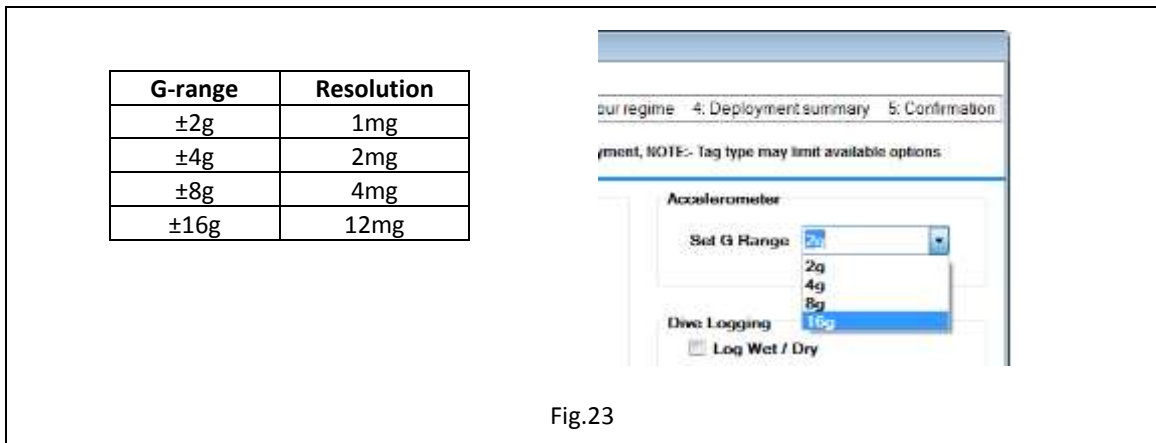 G-range Resolution
±2g 1mg
±4g 2mg
±8g 4mg
±16g 12mg
our regime 4: Deployment summary 5: Confirmation
yment, NOTE:- Tag type may limit available options
Accelerometer
Set G Range 2g
2g
4g
8g
16g
Dive Logging
Log Wet / Dry
Fig.23